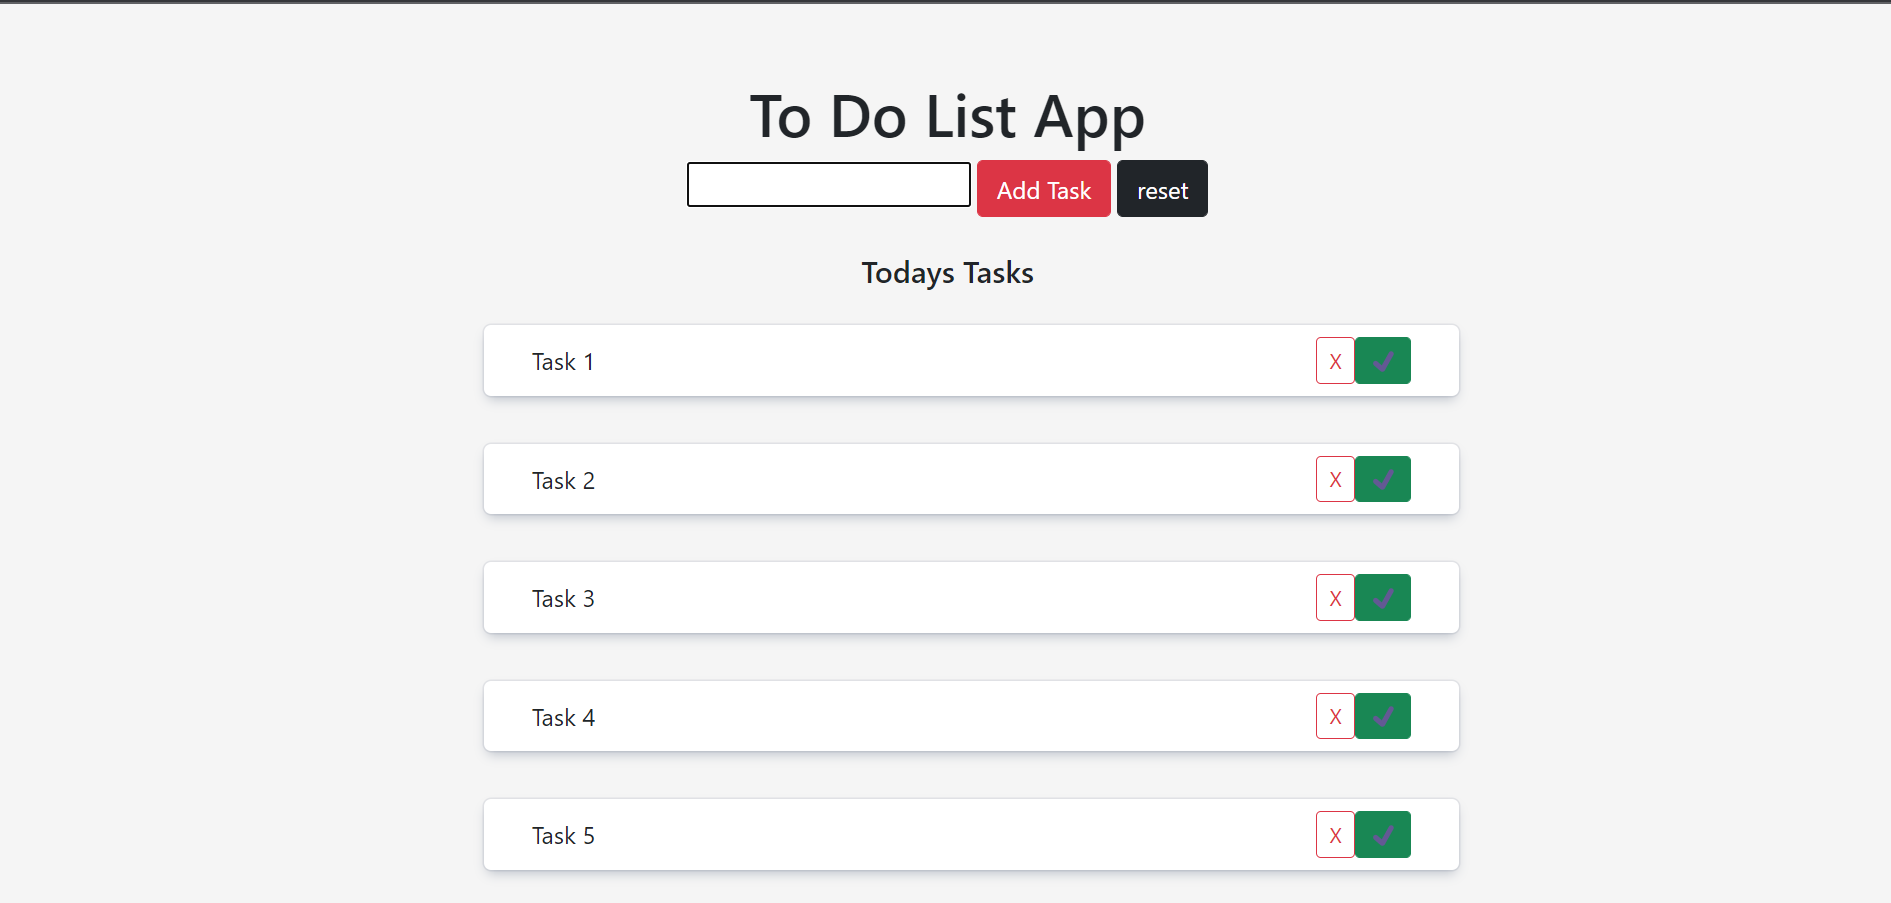 To Do List App
Add Task reset
Todays Tasks
Task 1 X ✔
Task 2 X ✔
Task 3 X ✔
Task 4 X ✔
Task 5 X ✔